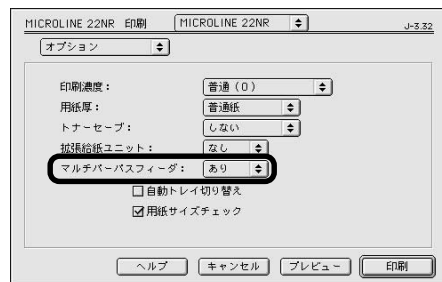 MICROLINE 22NR 印刷 MICROLINE 22NR J-3.32
オプション
印刷濃度： 普通（0）
用紙厚： 普通紙
トナーセーブ： しない
拡張給紙ユニット： なし
マルチパーパスフィーダ： あり
自動トレイ切り替え
用紙サイズチェック
ヘルプ キャンセル プレビュー 印刷